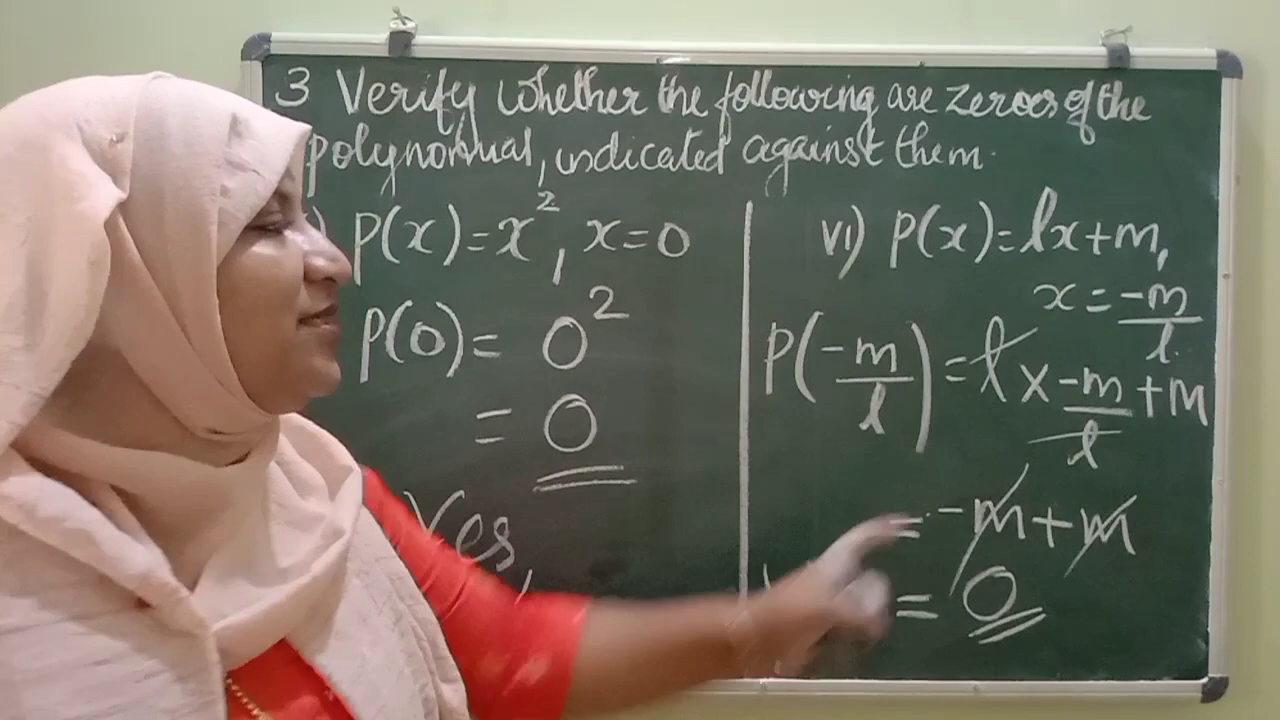 3 Verify whether the following are zeroes of the
polynomial, indicated against them.
) P(x)=x², x=0
P(0)= 0²
= 0
Yes,
vi) P(x)=lx+m,
x = -m/l
P(-m/l)=l x -m/l +m
= -m+m
= 0